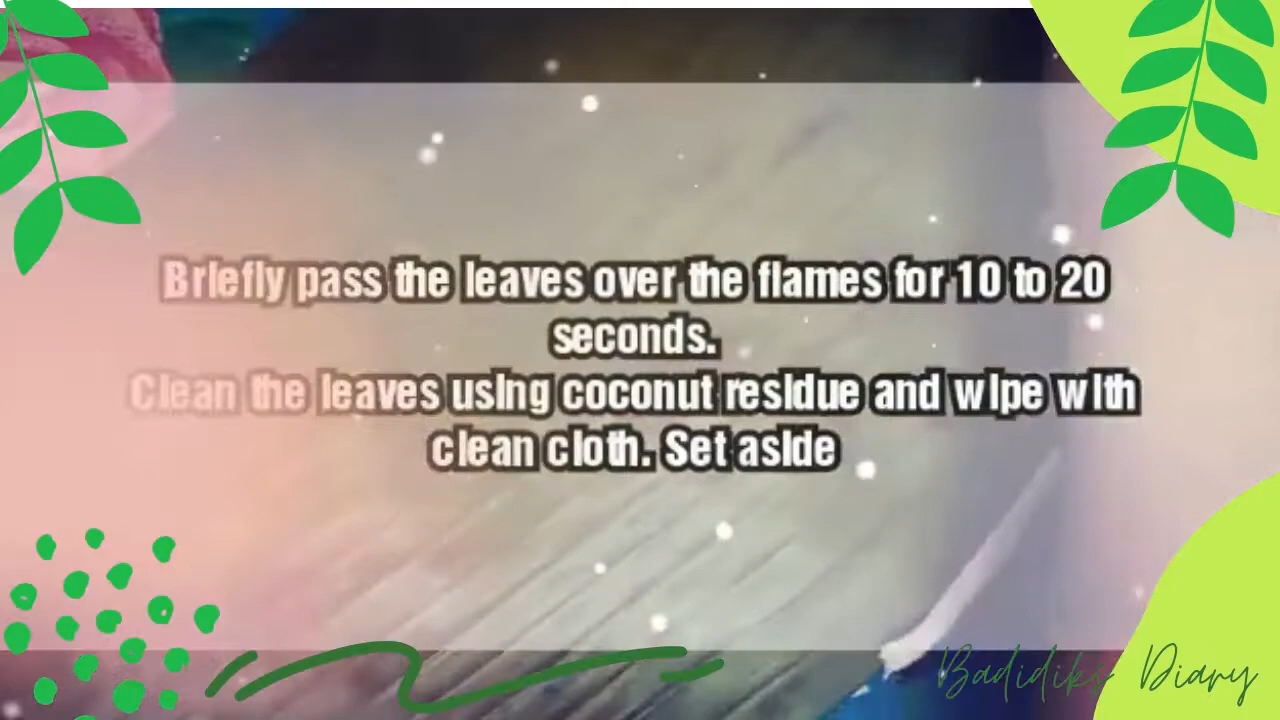 Briefly pass the leaves over the flames for 10 to 20
seconds.
Clean the leaves using coconut residue and wipe with
clean cloth. Set aside
Badidiks Diary